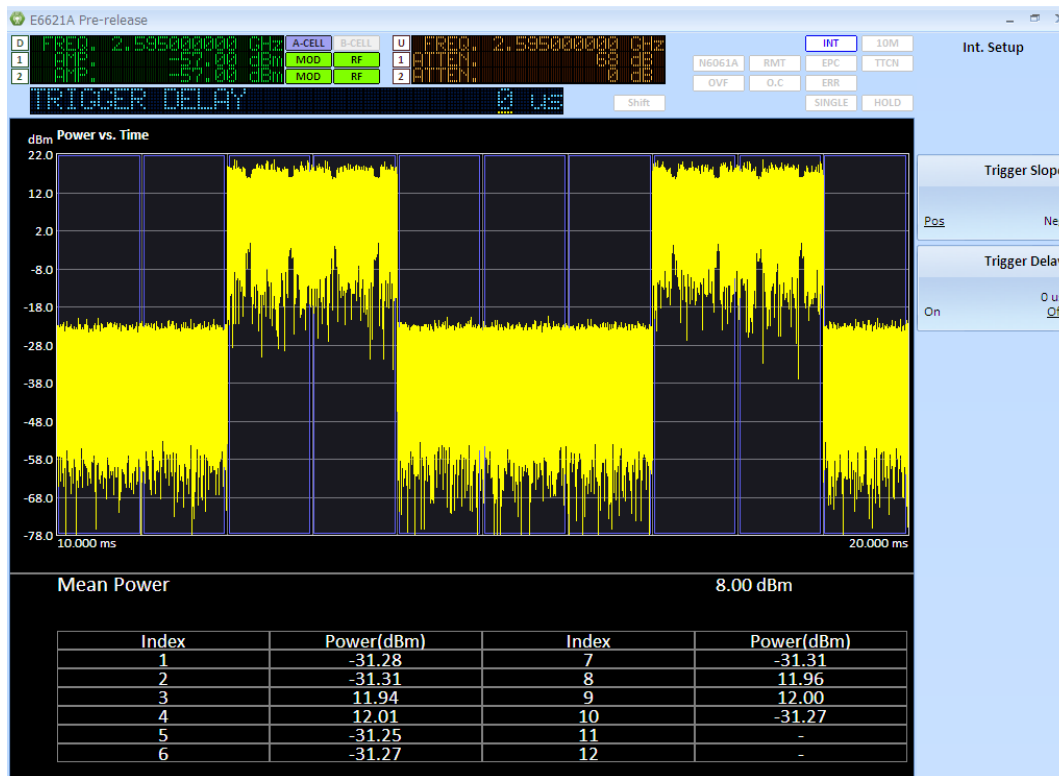 E6621A Pre-release
D FREQ. 2.595000000 GHz A-CELL B-CELL U FREQ. 2.595000000 GHz INT 10M Int. Setup
1 AMP. -57.00 dBm MOD RF 1 ATTEN. N6061A RMT EPC TTCN
2 AMP. -57.00 dBm MOD RF 2 ATTEN. 0 dB OVF O.C ERR
TRIGGER DELAY 0 us Shift SINGLE HOLD
dBm Power vs. Time
22.0
12.0
Trigger Slope
2.0
Pos Ne
-8.0
Trigger Delay
0 u
-18.0
On Of
-28.0
-38.0
-48.0
-58.0
-68.0
-78.0
10.000 ms 20.000 ms
Mean Power 8.00 dBm
Index Power(dBm) Index Power(dBm)
1 -31.28 7 -31.31
2 -31.31 8 11.96
3 11.94 9 12.00
4 12.01 10 -31.27
5 -31.25 11 -
6 -31.27 12 -